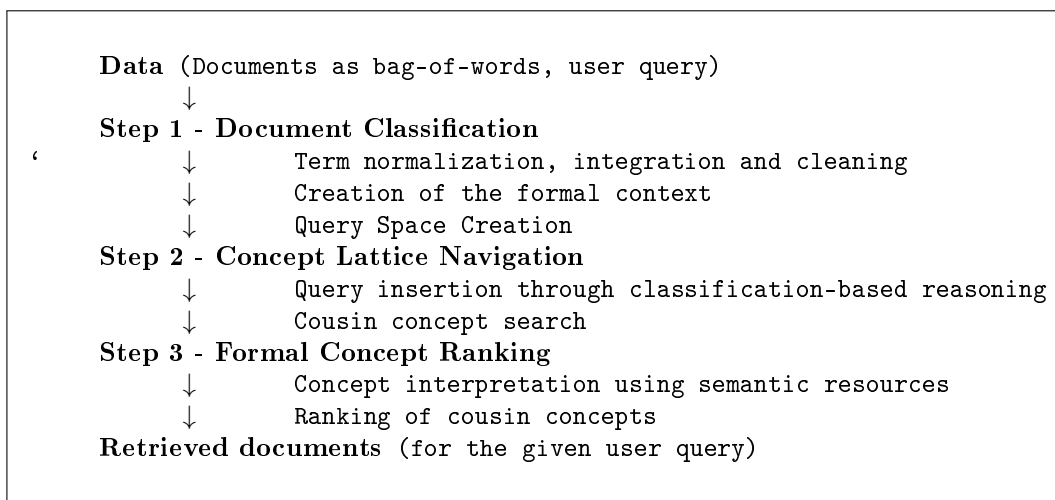 Data (Documents as bag-of-words, user query)
↓
Step 1 - Document Classification
‘ ↓ Term normalization, integration and cleaning
↓ Creation of the formal context
↓ Query Space Creation
Step 2 - Concept Lattice Navigation
↓ Query insertion through classification-based reasoning
↓ Cousin concept search
Step 3 - Formal Concept Ranking
↓ Concept interpretation using semantic resources
↓ Ranking of cousin concepts
Retrieved documents (for the given user query)